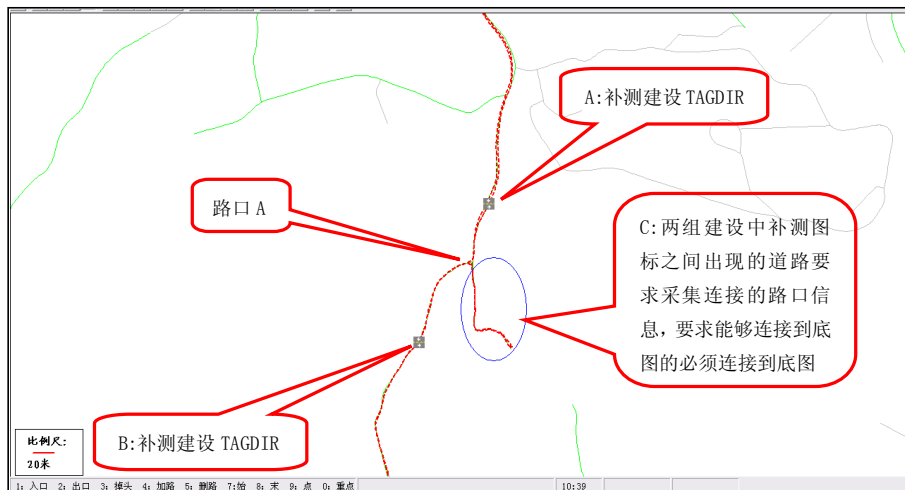 A:补测建设 TAGDIR
路口 A
C:两组建设中补测图
标之间出现的道路要
求采集连接的路口信
息,要求能够连接到底
图的必须连接到底图
B:补测建设 TAGDIR
比例尺:
20米
1: 入口 2: 出口 3: 掉头 4: 加路 5: 删路 7:始 8: 末 9: 点 0: 重点
10:39